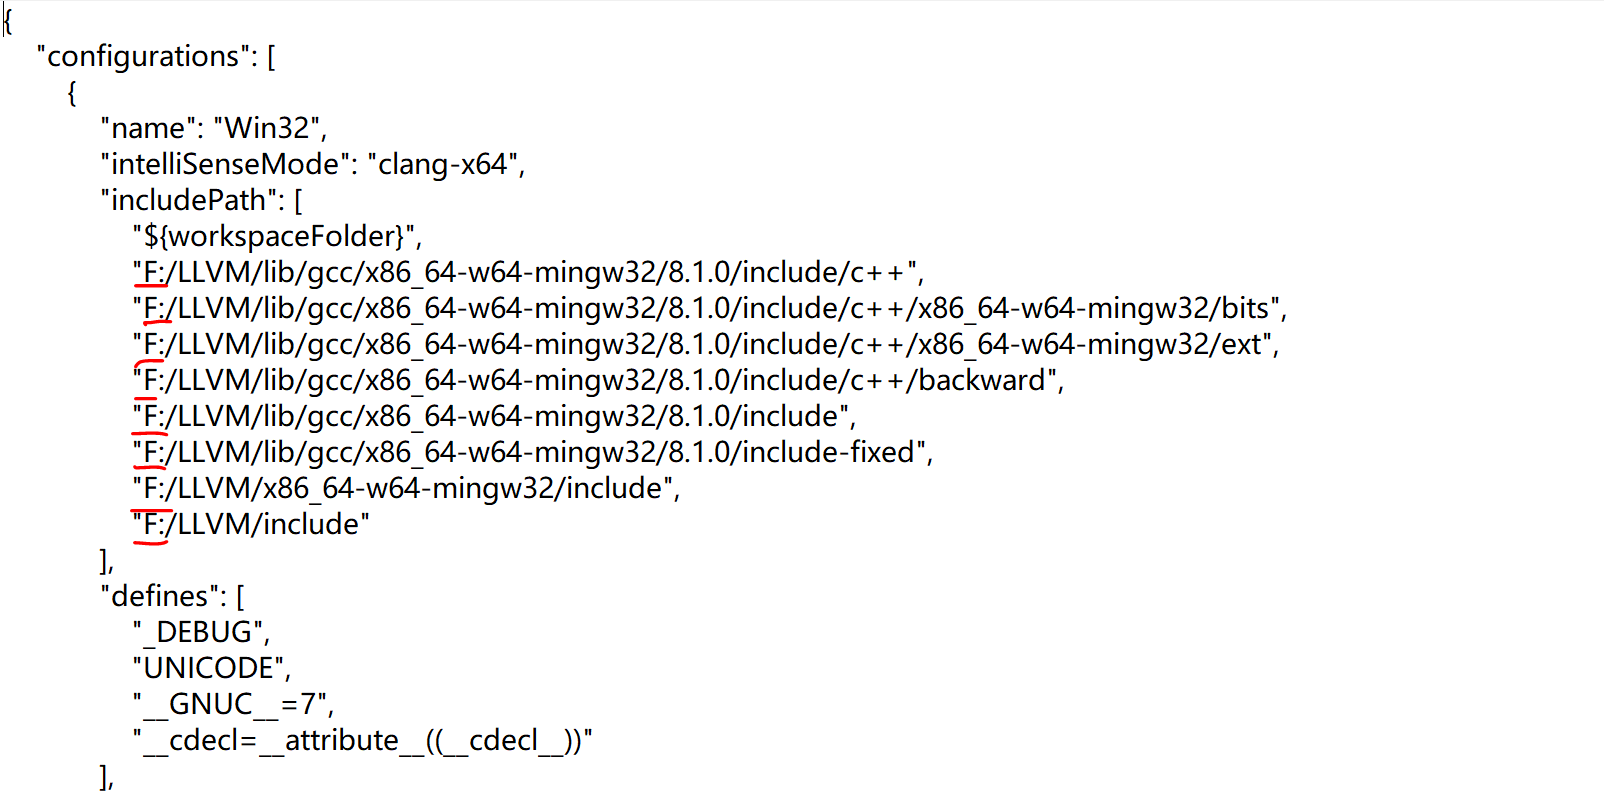 {
"configurations": [
{
"name": "Win32",
"intelliSenseMode": "clang-x64",
"includePath": [
"${workspaceFolder}",
"F:/LLVM/lib/gcc/x86_64-w64-mingw32/8.1.0/include/c++",
"F:/LLVM/lib/gcc/x86_64-w64-mingw32/8.1.0/include/c++/x86_64-w64-mingw32/bits",
"F:/LLVM/lib/gcc/x86_64-w64-mingw32/8.1.0/include/c++/x86_64-w64-mingw32/ext",
"F:/LLVM/lib/gcc/x86_64-w64-mingw32/8.1.0/include/c++/backward",
"F:/LLVM/lib/gcc/x86_64-w64-mingw32/8.1.0/include",
"F:/LLVM/lib/gcc/x86_64-w64-mingw32/8.1.0/include-fixed",
"F:/LLVM/x86_64-w64-mingw32/include",
"F:/LLVM/include"
],
"defines": [
"_DEBUG",
"UNICODE",
"__GNUC__=7",
"__cdecl=__attribute__((__cdecl__))"
],